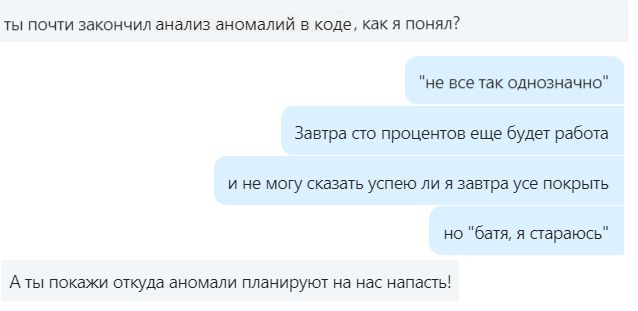 ты почти закончил анализ аномалий в коде, как я понял?
"не все так однозначно"
Завтра сто процентов еще будет работа
и не могу сказать успею ли я завтра усе покрыть
но "батя, я стараюсь"
А ты покажи откуда аномали планируют на нас напасть!